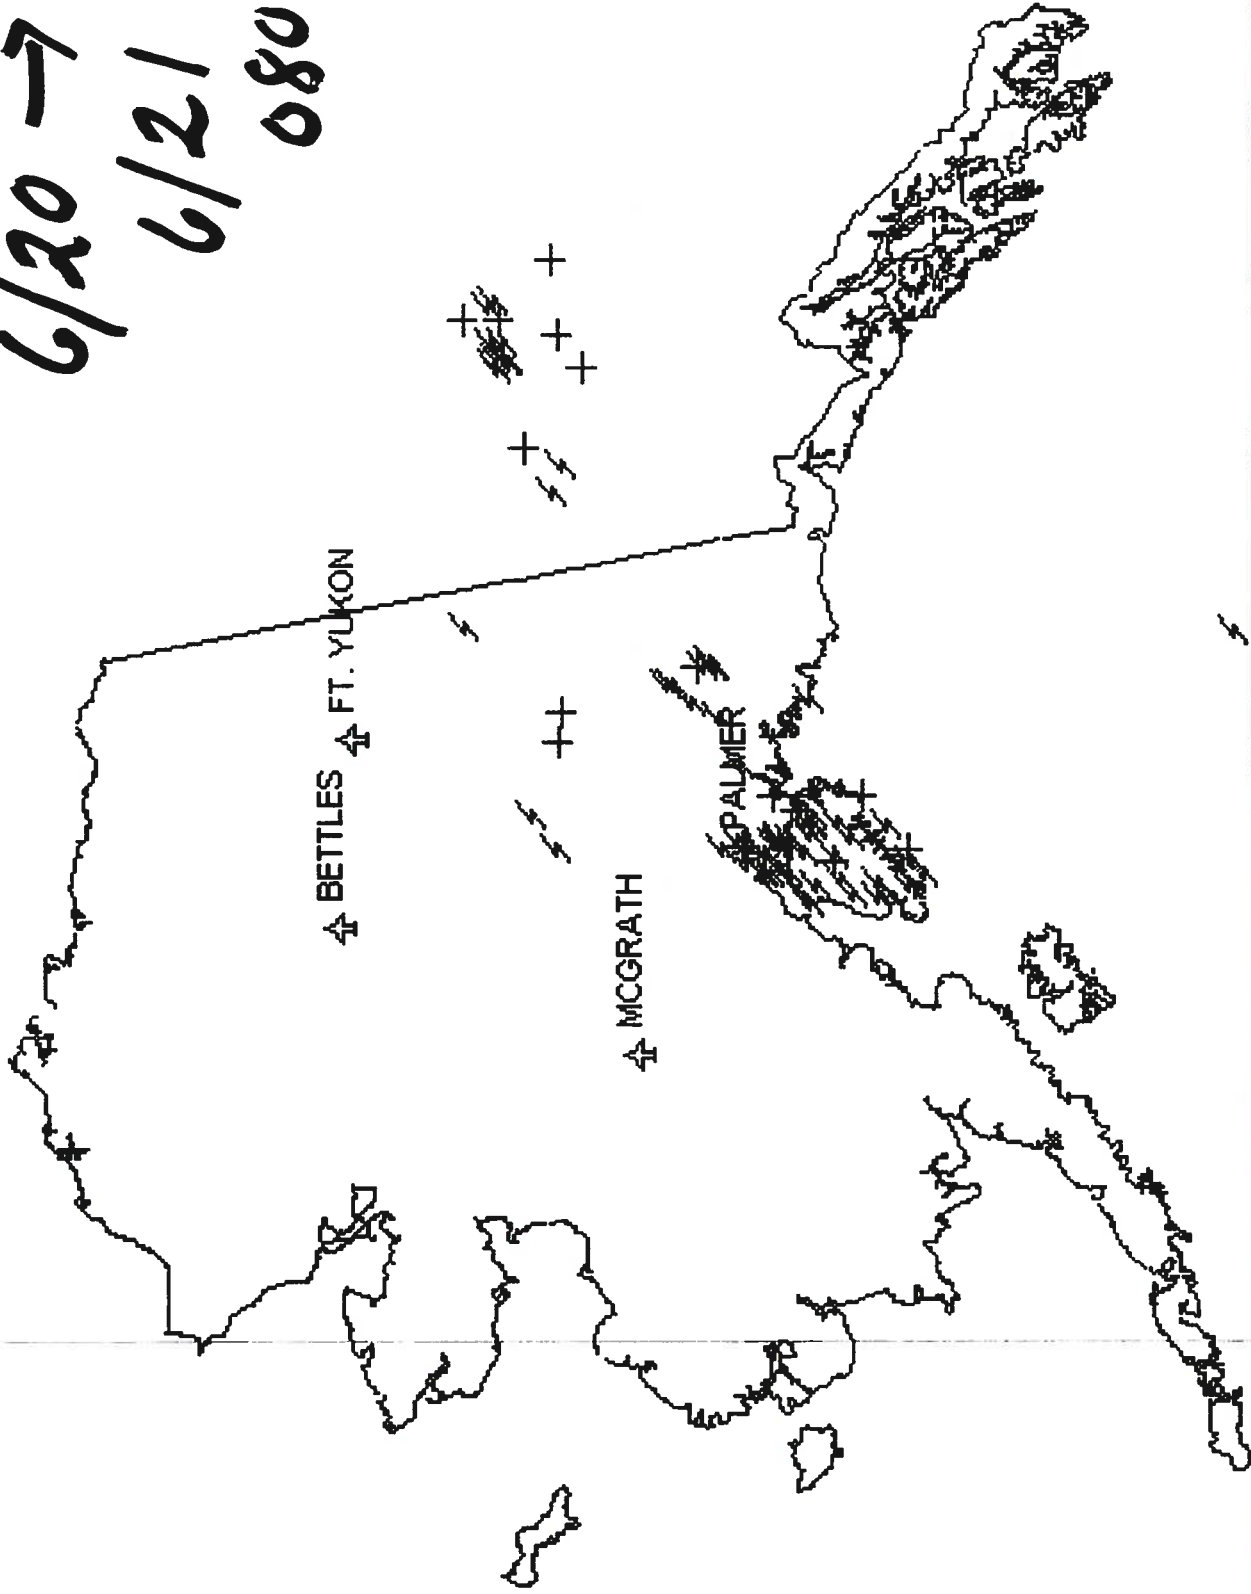 6/20 →
6/21
080
FT. YUKON
BETTLES
PALMER
MCGRATH